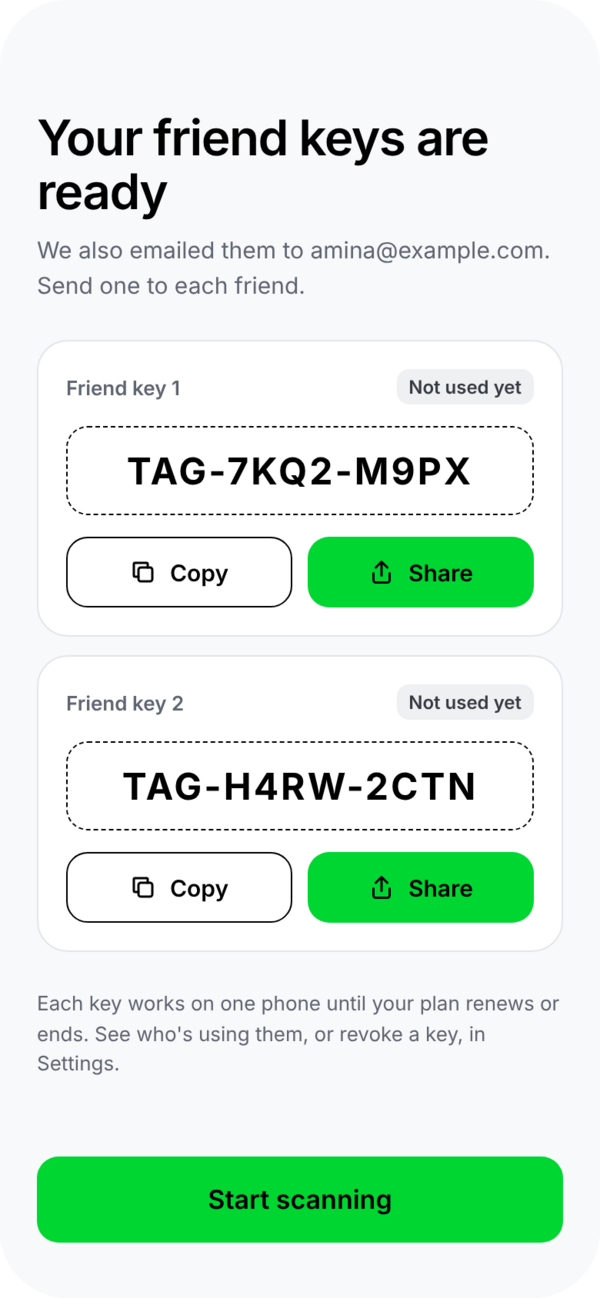 Your friend keys are
ready
We also emailed them to amina@example.com.
Send one to each friend.
Friend key 1
Not used yet
TAG-7KQ2-M9PX
Copy
Share
Friend key 2
Not used yet
TAG-H4RW-2CTN
Copy
Share
Each key works on one phone until your plan renews or
ends. See who's using them, or revoke a key, in
Settings.
Start scanning